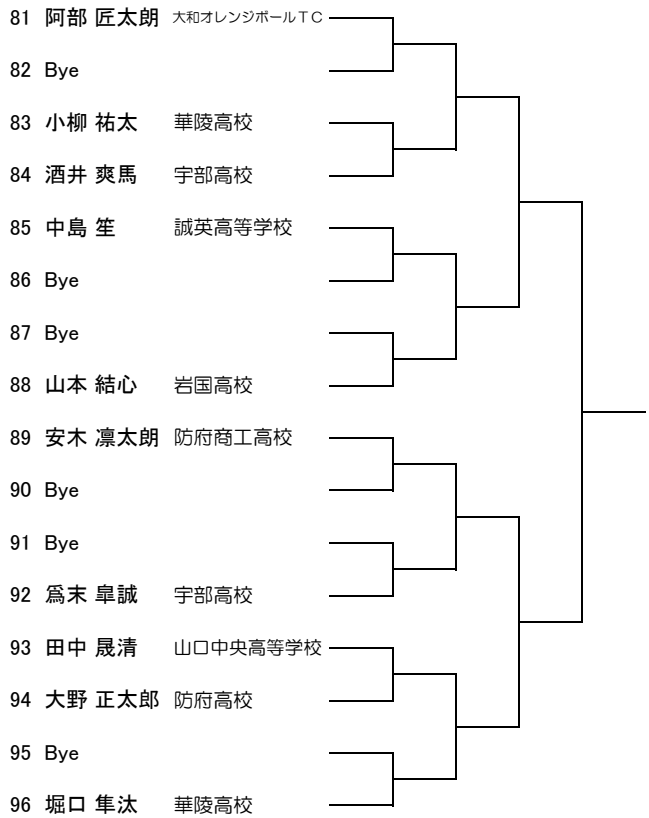 81 阿部 匠太朗 大和オレンジボールTC
82 Bye
83 小柳 祐太 華陵高校
84 酒井 爽馬 宇部高校
85 中島 笙 誠英高等学校
86 Bye
87 Bye
88 山本 結心 岩国高校
89 安木 凛太朗 防府商工高校
90 Bye
91 Bye
92 爲末 皐誠 宇部高校
93 田中 晟清 山口中央高等学校
94 大野 正太郎 防府高校
95 Bye
96 堀口 隼汰 華陵高校